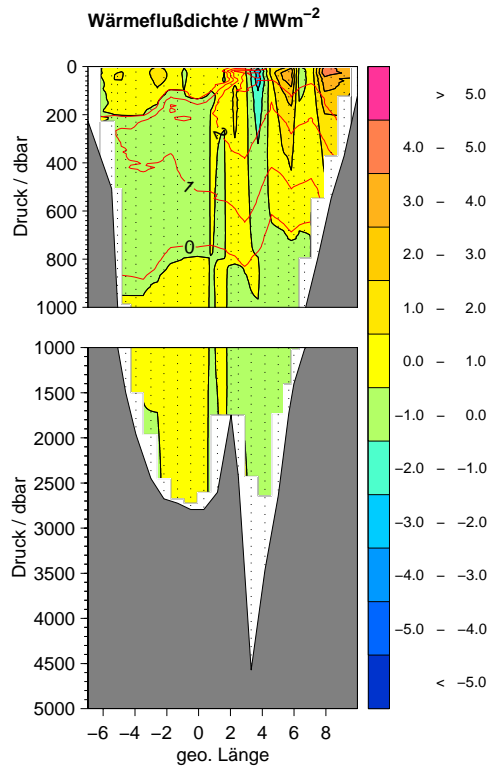 Wärmeflußdichte / MWm−2
0
200
400
600
800
1000
Druck / dbar
1
0
1000
1500
2000
2500
3000
3500
4000
4500
5000
Druck / dbar
−6 −4 −2 0 2 4 6 8
geo. Länge
> 5.0
4.0 − 5.0
3.0 − 4.0
2.0 − 3.0
1.0 − 2.0
0.0 − 1.0
−1.0 − 0.0
−2.0 − −1.0
−3.0 − −2.0
−4.0 − −3.0
−5.0 − −4.0
< −5.0